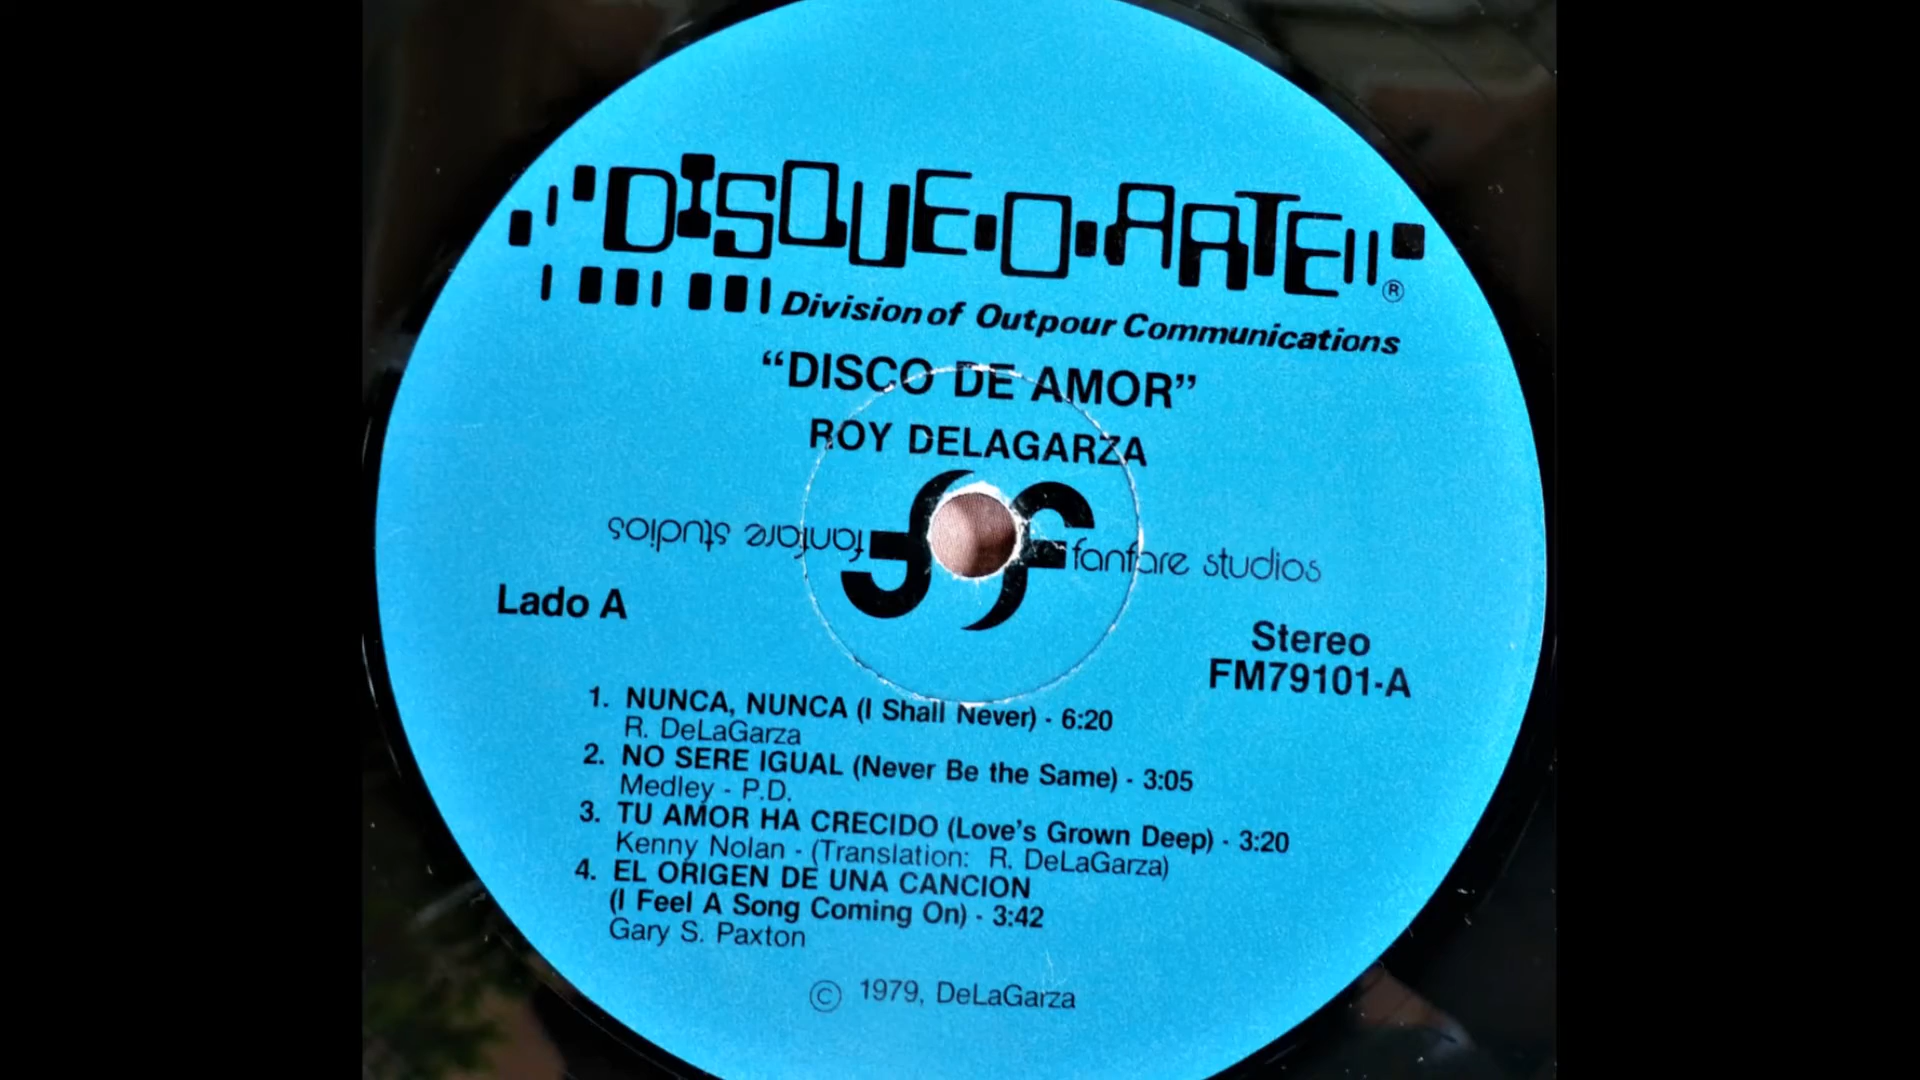 "DISQUE·O·ARTE" ®
Division of Outpour Communications
"DISCO DE AMOR"
ROY DELAGARZA
fanfare studios
fanfare studios
Lado A
Stereo
FM79101-A
1. NUNCA, NUNCA (I Shall Never) - 6:20
R. DeLaGarza
2. NO SERE IGUAL (Never Be the Same) - 3:05
Medley - P.D.
3. TU AMOR HA CRECIDO (Love's Grown Deep) - 3:20
Kenny Nolan - (Translation: R. DeLaGarza)
4. EL ORIGEN DE UNA CANCION
(I Feel A Song Coming On) - 3:42
Gary S. Paxton
© 1979, DeLaGarza